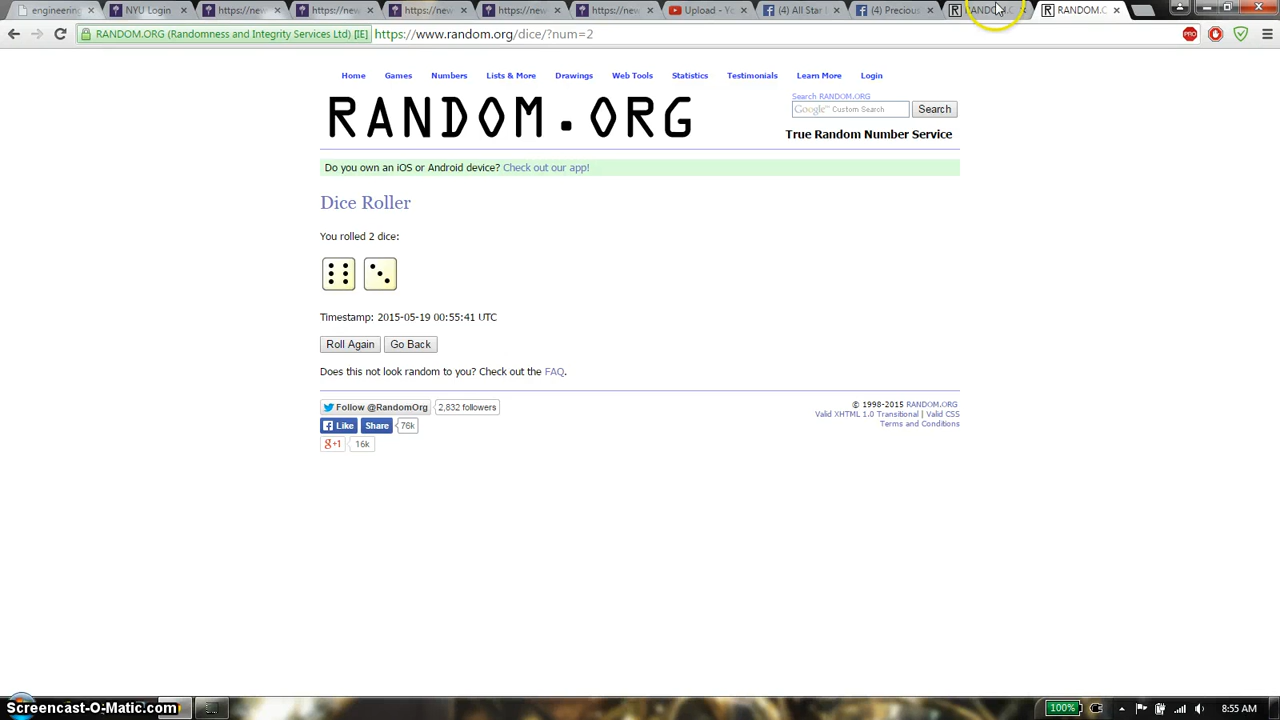 engineering
NYU Login
https://new
https://new
https://new
https://new
https://new
Upload - Yo
(4) All Star
(4) Precious
RANDOM.C
RANDOM.ORG (Randomness and Integrity Services Ltd) [IE] https://www.random.org/dice/?num=2
PRO
Home Games Numbers Lists & More Drawings Web Tools Statistics Testimonials Learn More Login
RANDOM.ORG
Search RANDOM.ORG
Google™ Custom Search Search
True Random Number Service
Do you own an iOS or Android device? Check out our app!
Dice Roller
You rolled 2 dice:
Timestamp: 2015-05-19 00:55:41 UTC
Roll Again Go Back
Does this not look random to you? Check out the FAQ.
Follow @RandomOrg 2,832 followers
Like Share 76k
g+1 16k
© 1998-2015 RANDOM.ORG
Valid XHTML 1.0 Transitional | Valid CSS
Terms and Conditions
Screencast-O-Matic.com
100%
8:55 AM